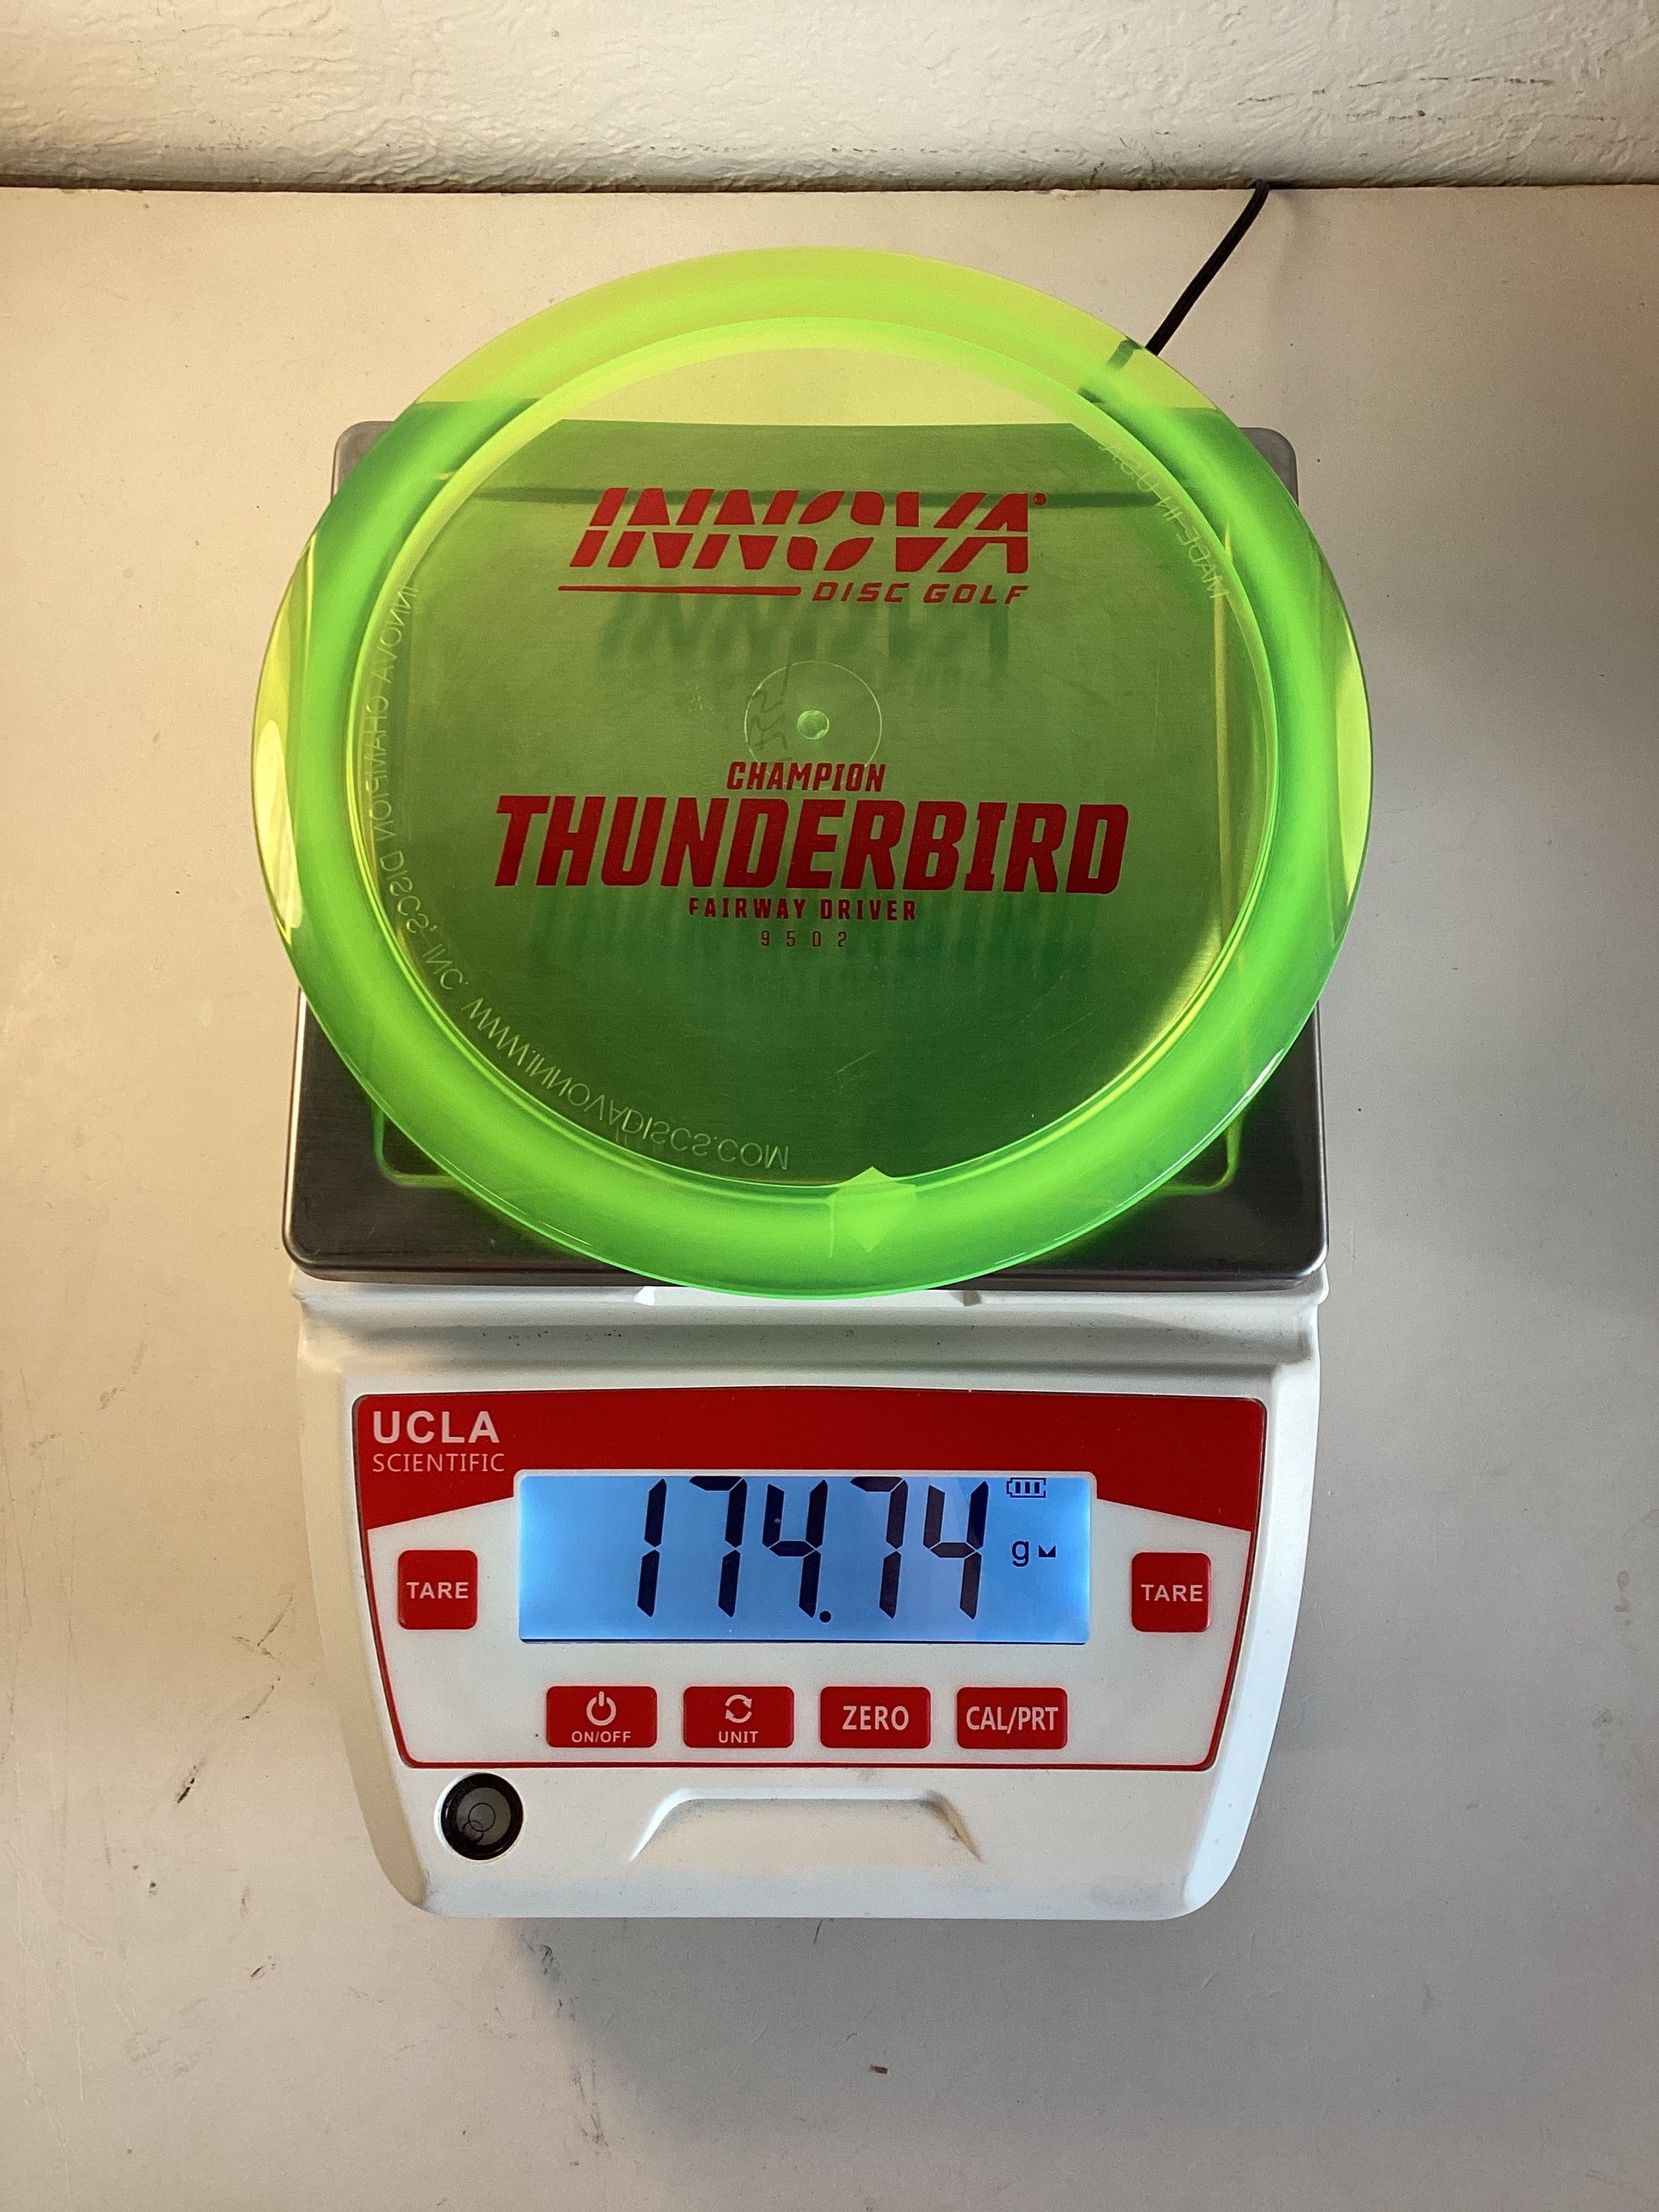 INNOVA
DISC GOLF
MADE IN U.S.A.
CHAMPION
THUNDERBIRD
FAIRWAY DRIVER
9502
INNOVA CHAMPION DISCS, INC. WWW.INNOVADISCS.COM
UCLA
SCIENTIFIC
174.74 g
TARE
TARE
ON/OFF
UNIT
ZERO
CAL/PRT